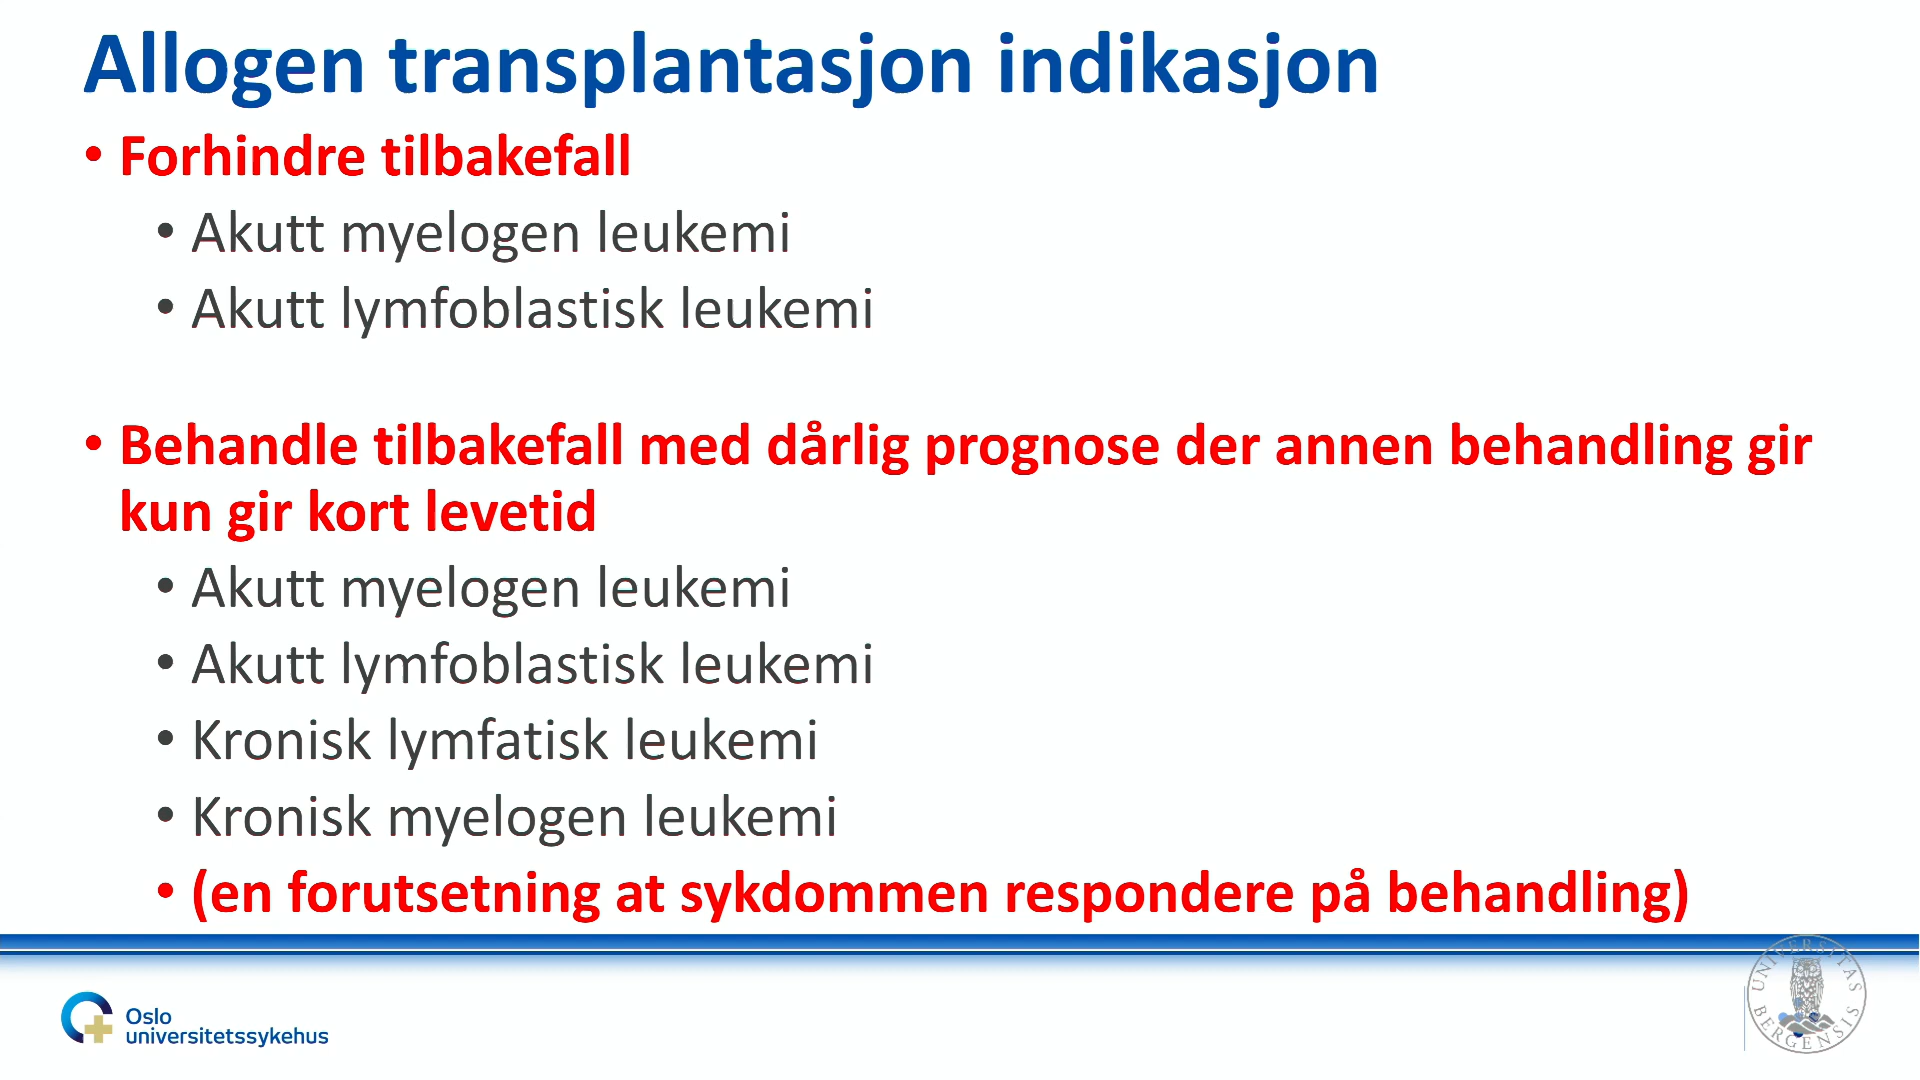 Allogen transplantasjon indikasjon
• Forhindre tilbakefall
• Akutt myelogen leukemi
• Akutt lymfoblastisk leukemi
• Behandle tilbakefall med dårlig prognose der annen behandling gir
kun gir kort levetid
• Akutt myelogen leukemi
• Akutt lymfoblastisk leukemi
• Kronisk lymfatisk leukemi
• Kronisk myelogen leukemi
• (en forutsetning at sykdommen respondere på behandling)
Oslo
universitetssykehus
UNIVERSITAS
BERGENSIS